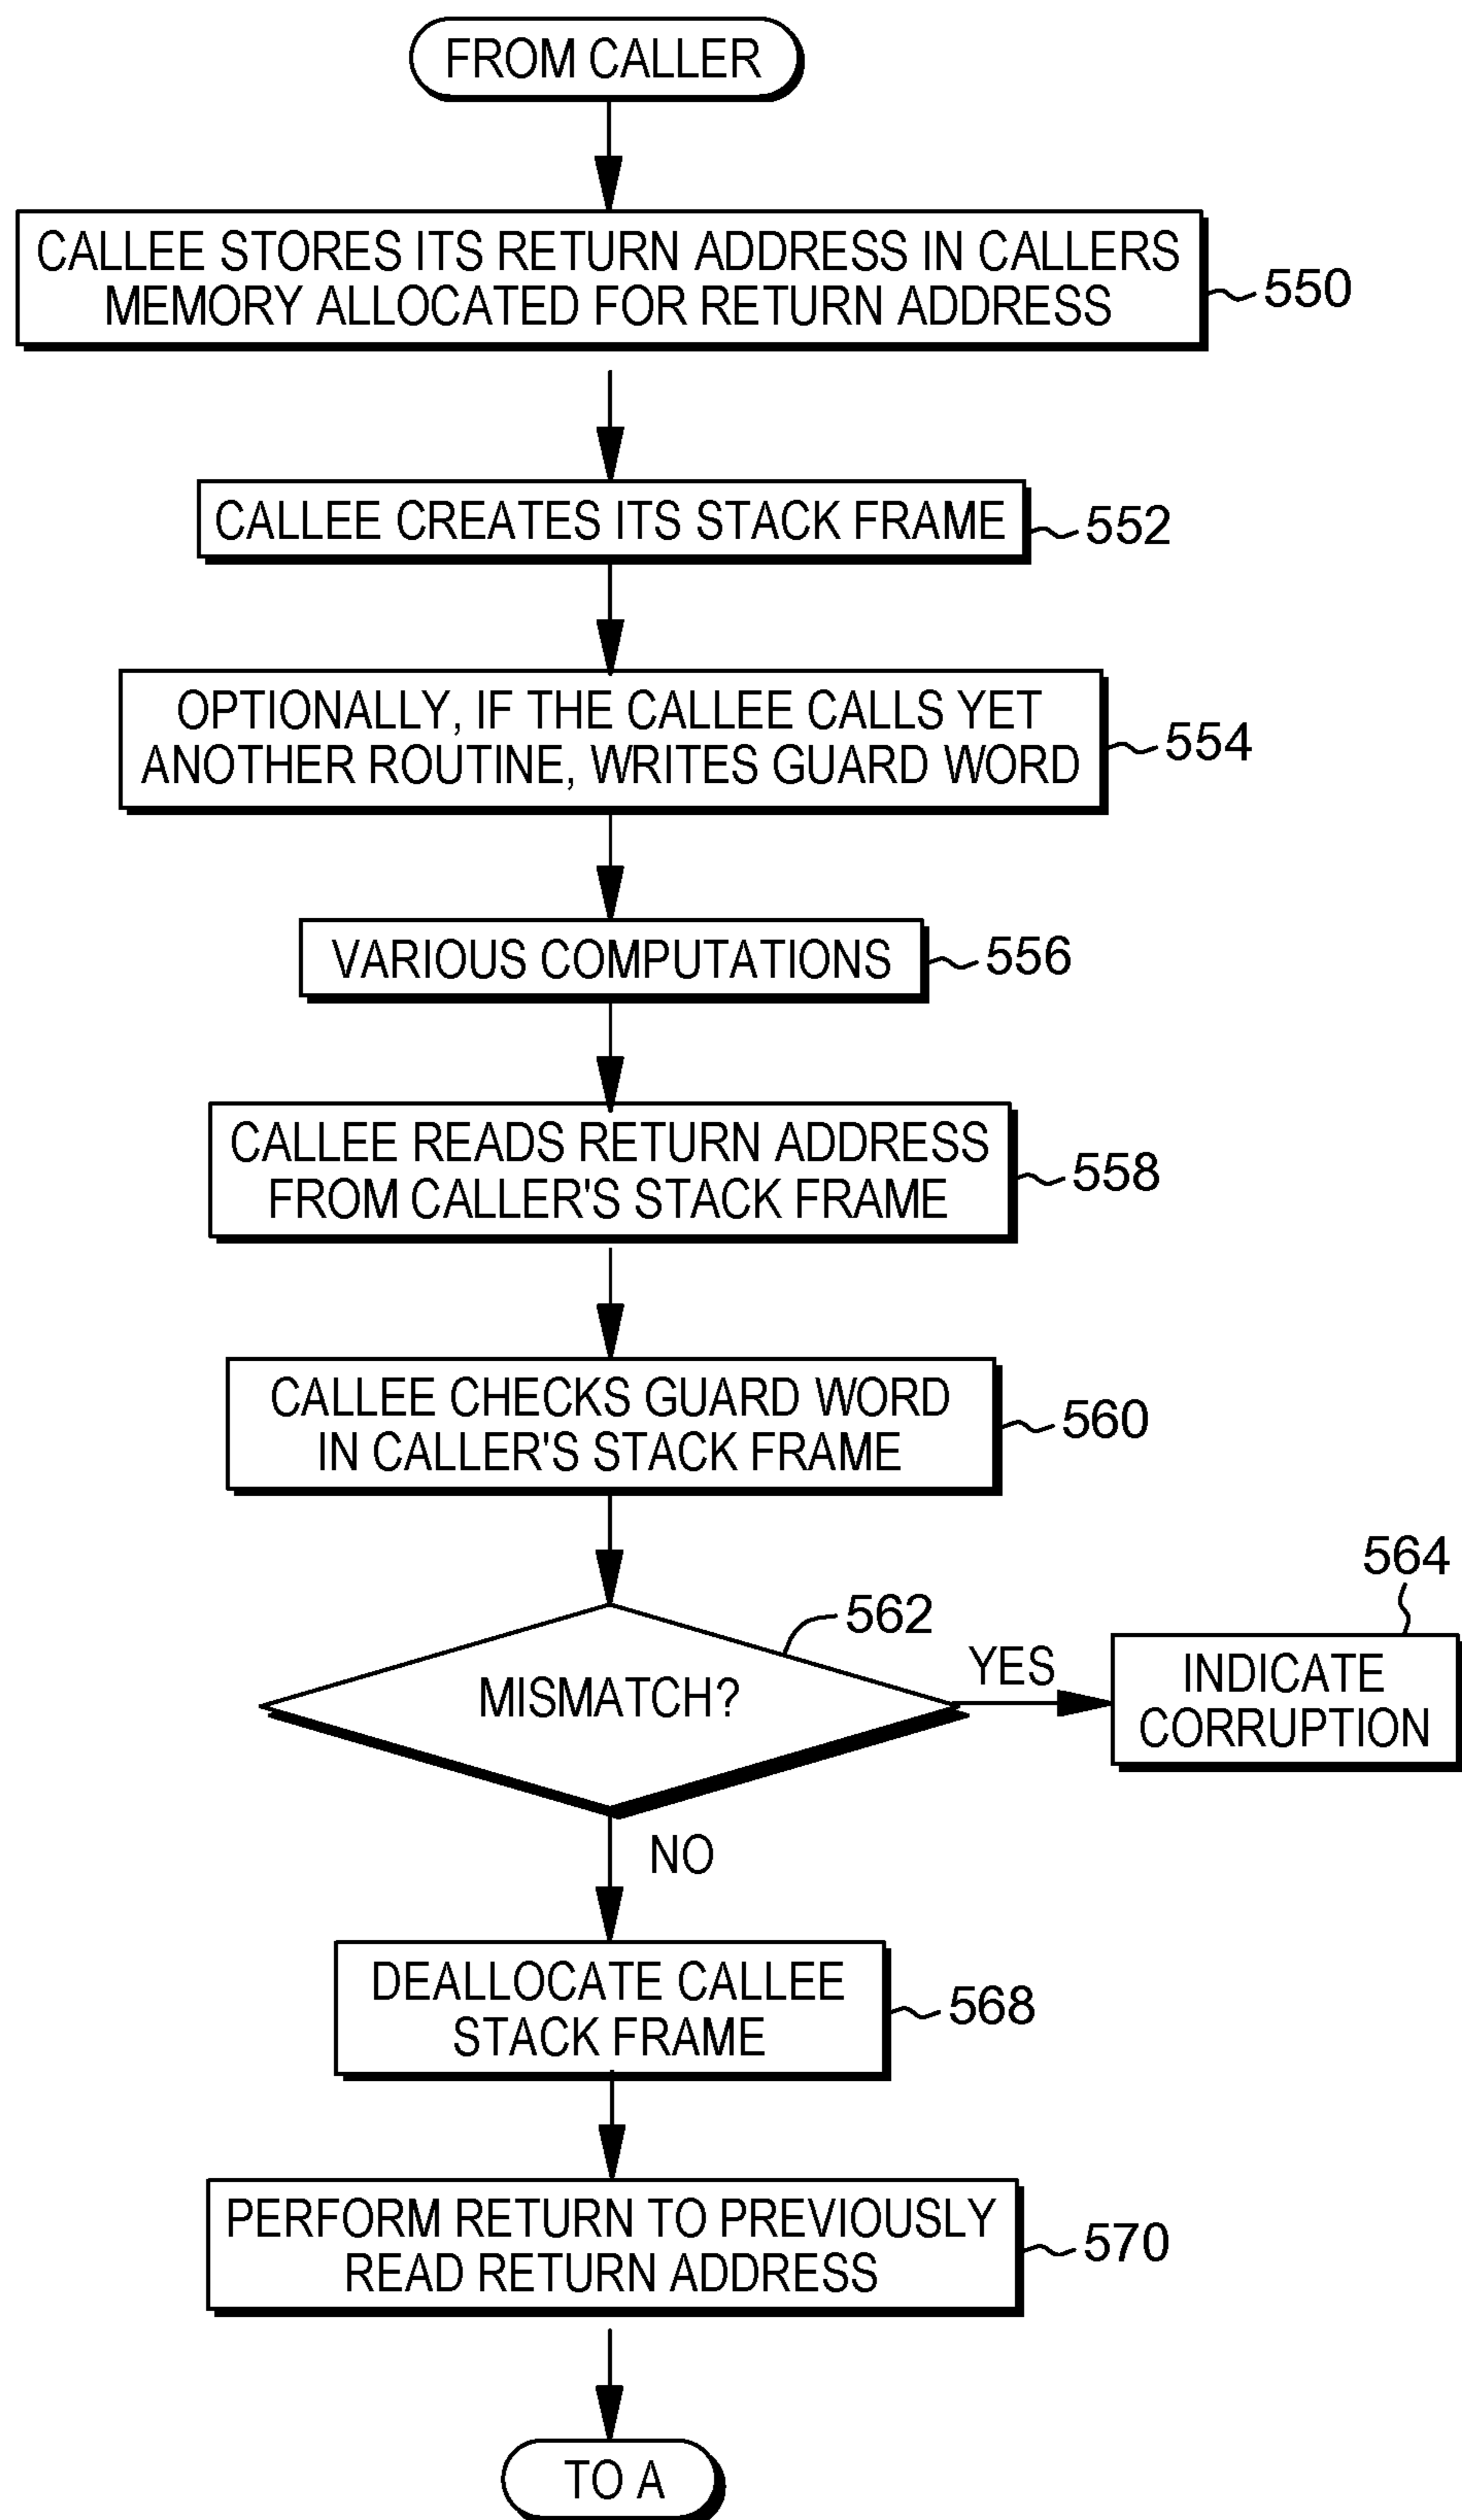 FROM CALLER
CALLEE STORES ITS RETURN ADDRESS IN CALLERS
MEMORY ALLOCATED FOR RETURN ADDRESS
550
CALLEE CREATES ITS STACK FRAME
552
OPTIONALLY, IF THE CALLEE CALLS YET
ANOTHER ROUTINE, WRITES GUARD WORD
554
VARIOUS COMPUTATIONS
556
CALLEE READS RETURN ADDRESS
FROM CALLER'S STACK FRAME
558
CALLEE CHECKS GUARD WORD
IN CALLER'S STACK FRAME
560
MISMATCH?
562
YES
564
INDICATE
CORRUPTION
NO
DEALLOCATE CALLEE
STACK FRAME
568
PERFORM RETURN TO PREVIOUSLY
READ RETURN ADDRESS
570
TO A